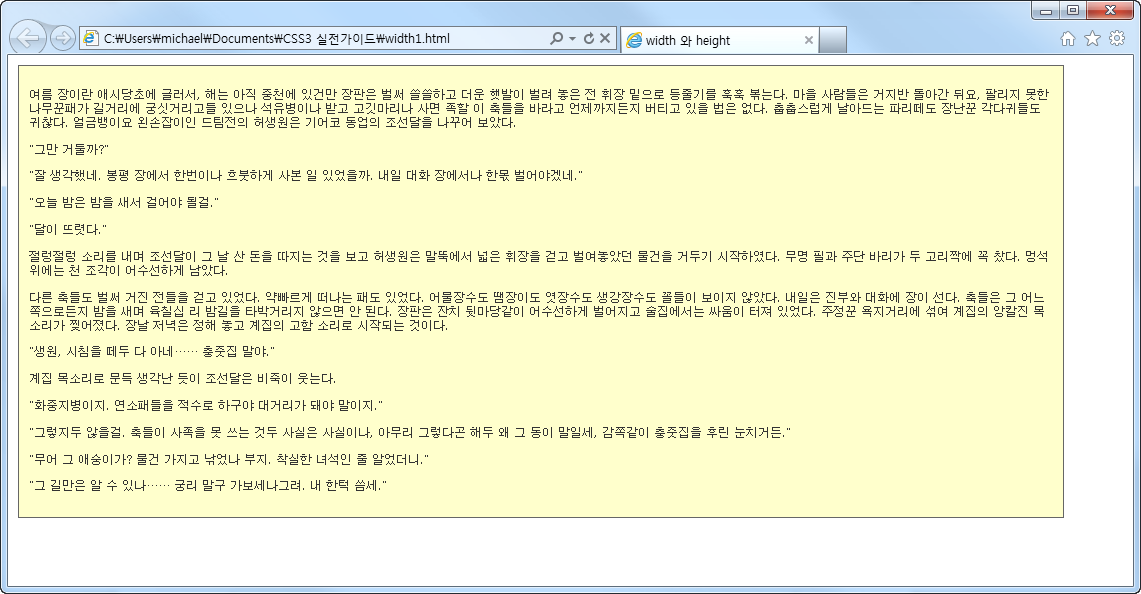 C:₩Users₩michael₩Documents₩CSS3 실전가이드₩width1.html
width 와 height
여름 장이란 애시당초에 글러서, 해는 아직 중천에 있건만 장판은 벌써 쓸쓸하고 더운 햇발이 벌려 놓은 전 휘장 밑으로 등줄기를 훅훅 볶는다. 마을 사람들은 거지반 돌아간 뒤요, 팔리지 못한
나무꾼패가 길거리에 궁싯거리고들 있으나 석유병이나 받고 고깃마리나 사면 족할 이 축들을 바라고 언제까지든지 버티고 있을 법은 없다. 춥춥스럽게 날아드는 파리떼도 장난꾼 각다귀들도
귀찮다. 얼금뱅이요 왼손잡이인 드팀전의 허생원은 기어코 동업의 조선달을 나꾸어 보았다.
"그만 거둘까?"
"잘 생각했네. 봉평 장에서 한번이나 흐붓하게 사본 일 있었을까. 내일 대화 장에서나 한몫 벌어야겠네."
"오늘 밤은 밤을 새서 걸어야 될걸."
"달이 뜨렷다."
절렁절렁 소리를 내며 조선달이 그 날 산 돈을 따지는 것을 보고 허생원은 말뚝에서 넓은 휘장을 걷고 벌여놓았던 물건을 거두기 시작하였다. 무명 필과 주단 바리가 두 고리짝에 꼭 찼다. 멍석
위에는 천 조각이 어수선하게 남았다.
다른 축들도 벌써 거진 전들을 걷고 있었다. 약빠르게 떠나는 패도 있었다. 어물장수도 땜장이도 엿장수도 생강장수도 꼴들이 보이지 않았다. 내일은 진부와 대화에 장이 선다. 축들은 그 어느
쪽으로든지 밤을 새며 육칠십 리 밤길을 타박거리지 않으면 안 된다. 장판은 잔치 뒷마당같이 어수선하게 벌어지고 술집에서는 싸움이 터져 있었다. 주정꾼 욕지거리에 섞여 계집의 앙칼진 목
소리가 찢어졌다. 장날 저녁은 정해 놓고 계집의 고함 소리로 시작되는 것이다.
"생원, 시침을 떼두 다 아네…… 충줏집 말야."
계집 목소리로 문득 생각난 듯이 조선달은 비죽이 웃는다.
"화중지병이지. 연소패들을 적수로 하구야 대거리가 돼야 말이지."
"그렇지두 않을걸. 축들이 사족을 못 쓰는 것두 사실은 사실이나, 아무리 그렇다곤 해두 왜 그 동이 말일세, 감쪽같이 충줏집을 후린 눈치거든."
"무어 그 애숭이가? 물건 가지고 낚었나 부지. 착실한 녀석인 줄 알었더니."
"그 길만은 알 수 있나…… 궁리 말구 가보세나그려. 내 한턱 씀세."